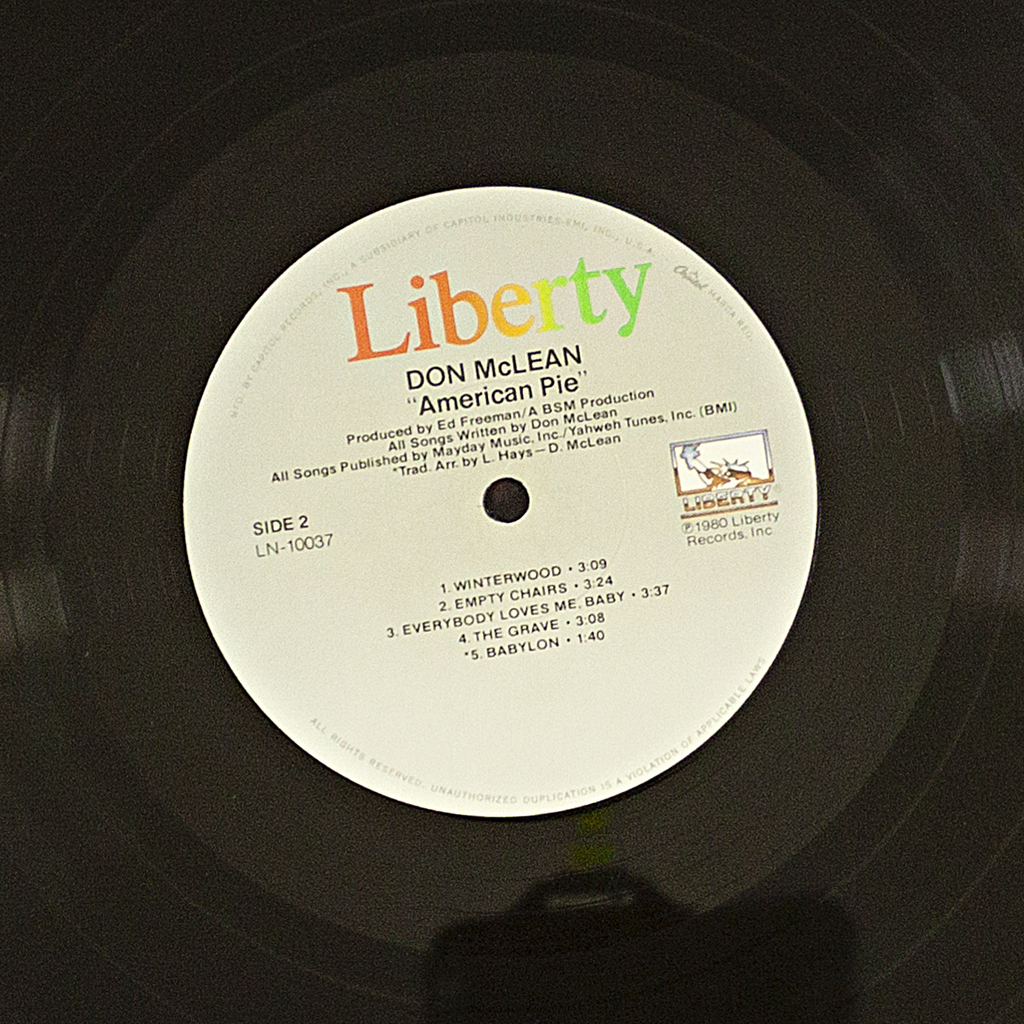 MFD. BY CAPITOL RECORDS, INC., A SUBSIDIARY OF CAPITOL INDUSTRIES-EMI, INC., U.S.A.
Capitol MARCA REG.
Liberty
DON McLEAN
"American Pie"
Produced by Ed Freeman/A BSM Production
All Songs Written by Don McLean
All Songs Published by Mayday Music, Inc./Yahweh Tunes, Inc. (BMI)
*Trad. Arr. by L. Hays—D. McLean
LIBERTY
SIDE 2
LN-10037
℗1980 Liberty
Records, Inc
1. WINTERWOOD • 3:09
2. EMPTY CHAIRS • 3:24
3. EVERYBODY LOVES ME, BABY • 3:37
4. THE GRAVE • 3:08
*5. BABYLON • 1:40
ALL RIGHTS RESERVED. UNAUTHORIZED DUPLICATION IS A VIOLATION OF APPLICABLE LAWS